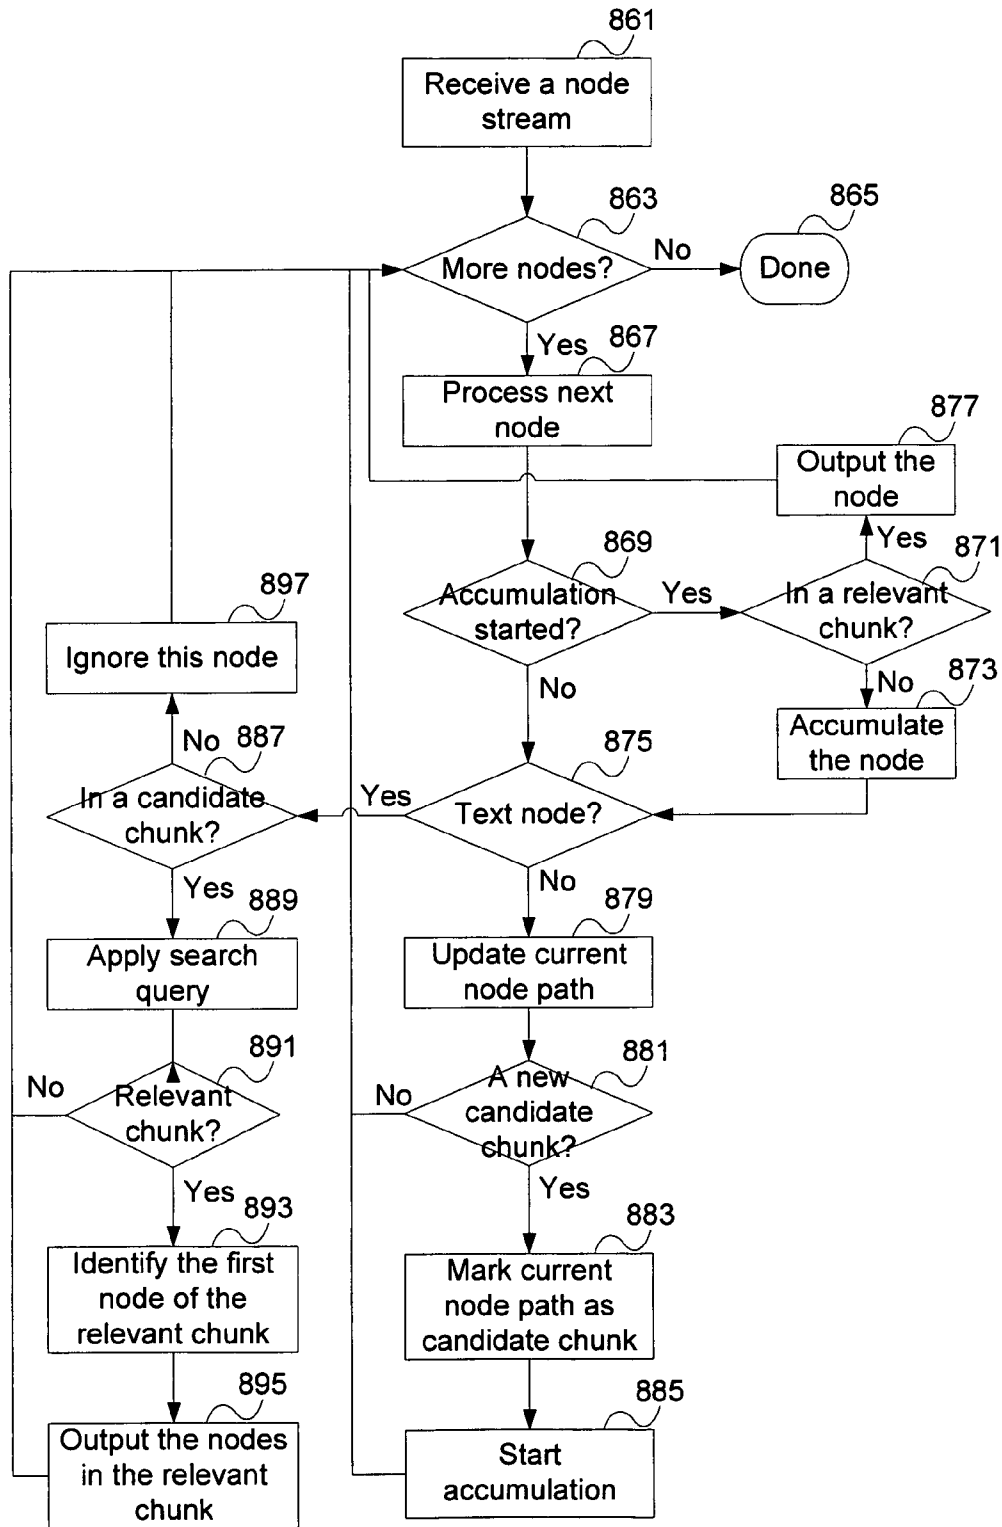 861
Receive a node
stream
863
865
More nodes?
No
Done
Yes
867
Process next
node
877
Output the
node
Yes
869
871
Accumulation
started?
Yes
In a relevant
chunk?
897
Ignore this node
No
No
873
Accumulate
the node
No
887
875
In a candidate
chunk?
Yes
Text node?
Yes
889
No
879
Apply search
query
Update current
node path
891
881
No
Relevant
chunk?
No
A new
candidate
chunk?
Yes
893
Yes
883
Identify the first
node of the
relevant chunk
Mark current
node path as
candidate chunk
895
885
Output the nodes
in the relevant
chunk
Start
accumulation